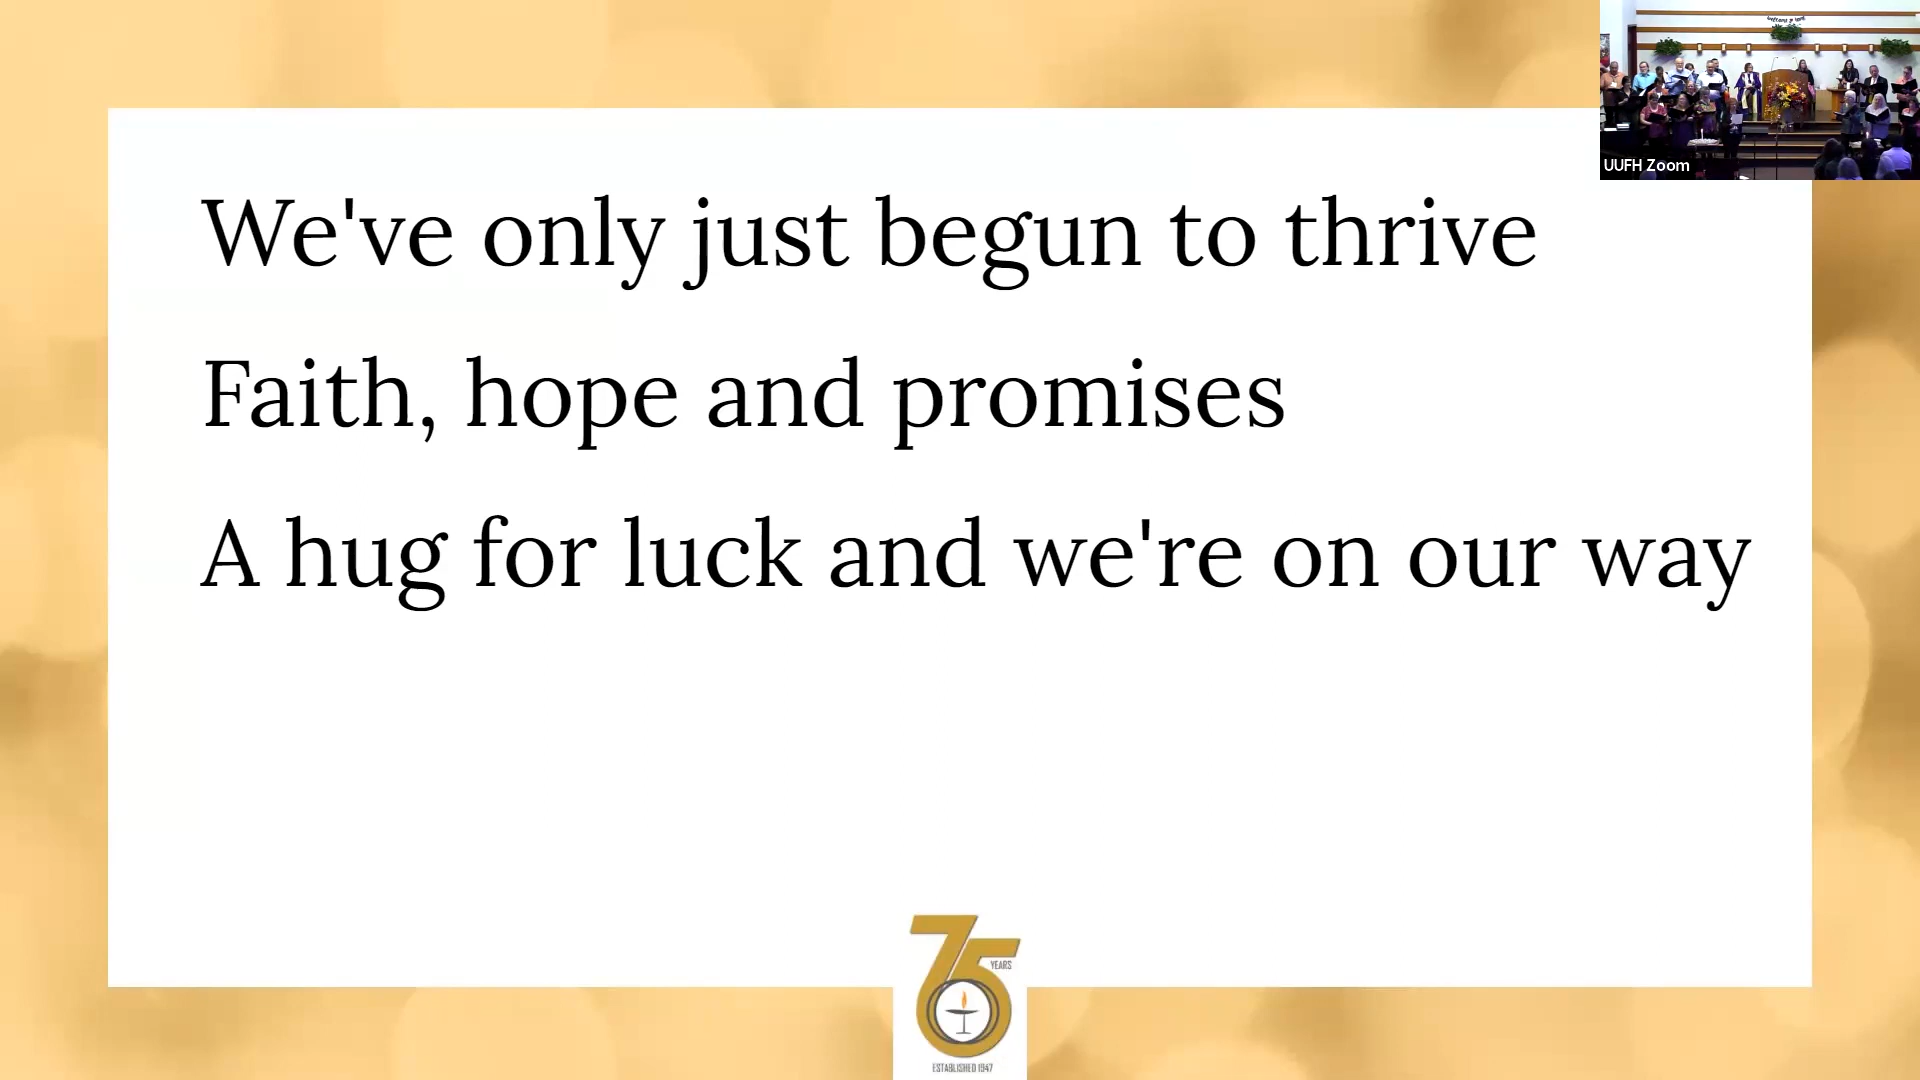 We've only just begun to thrive
Faith, hope and promises
A hug for luck and we're on our way
UUFH Zoom
75
YEARS
ESTABLISHED 1947